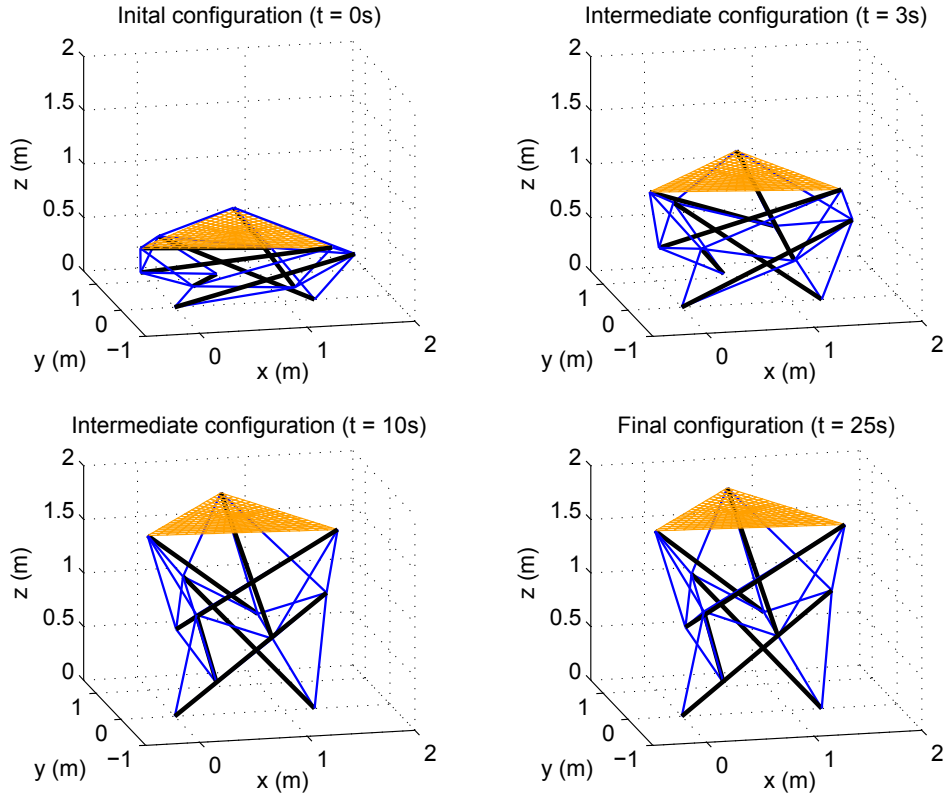 Inital configuration (t = 0s)
2
1.5
1
0.5
0
z (m)
1
0
−1
y (m)
0
1
2
x (m)
Intermediate configuration (t = 3s)
2
1.5
1
0.5
0
z (m)
1
0
−1
y (m)
0
1
2
x (m)
Intermediate configuration (t = 10s)
2
1.5
1
0.5
0
z (m)
1
0
−1
y (m)
0
1
2
x (m)
Final configuration (t = 25s)
2
1.5
1
0.5
0
z (m)
1
0
−1
y (m)
0
1
2
x (m)